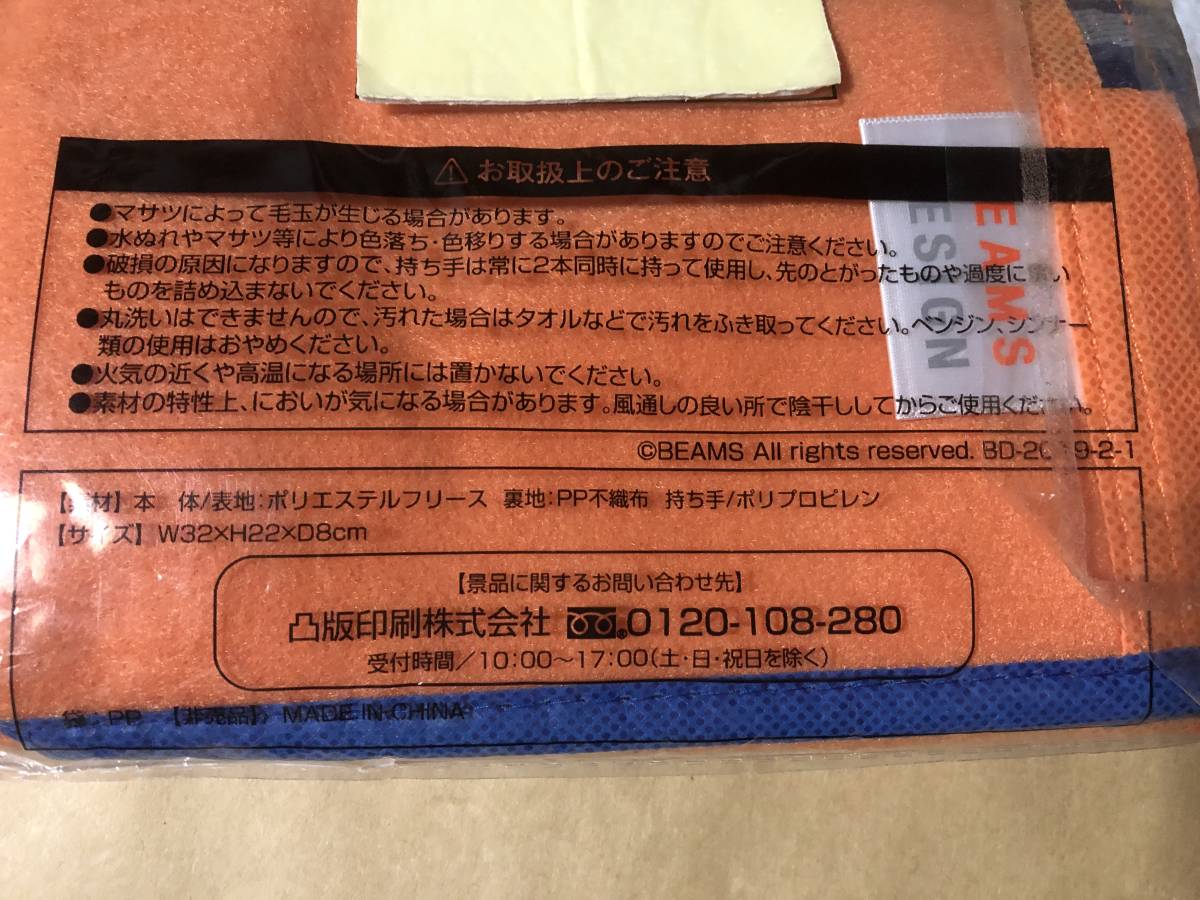 ⚠お取扱上のご注意
●マサツによって毛玉が生じる場合があります。
●水ぬれやマサツ等により色落ち・色移りする場合がありますのでご注意ください。
●破損の原因になりますので、持ち手は常に2本同時に持って使用し、先のとがったものや過度に重い
ものを詰め込まないでください。
●丸洗いはできませんので、汚れた場合はタオルなどで汚れをふき取ってください。ベンジン、シンナー
類の使用はおやめください。
●火気の近くや高温になる場所には置かないでください。
●素材の特性上、においが気になる場合があります。風通しの良い所で陰干ししてからご使用ください。
©BEAMS All rights reserved.
【素材】本 体/表地:ポリエステルフリース 裏地:PP不織布 持ち手/ポリプロピレン
【サイズ】W32×H22×D8cm
【景品に関するお問い合わせ先】
凸版印刷株式会社 0120-108-280
受付時間/10:00〜17:00(土・日・祝日を除く)
袋:PP 【非売品】 MADE IN CHINA
EAMS
ESIGN